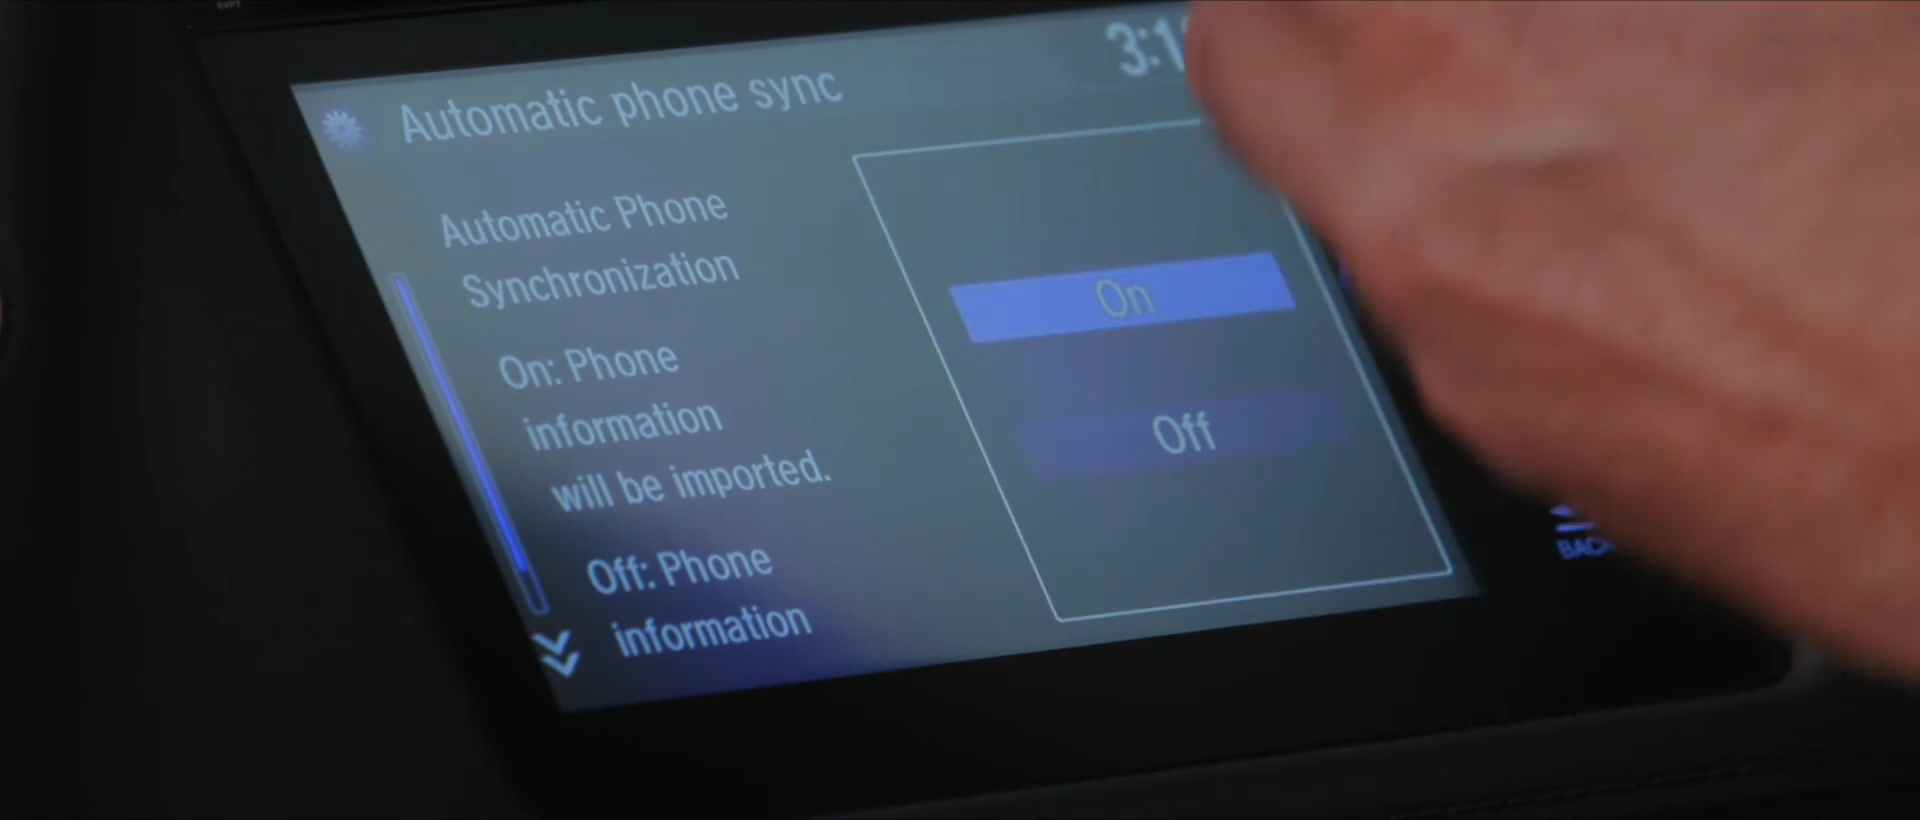 Automatic phone sync
Automatic Phone
Synchronization
On: Phone
information
will be imported.
Off: Phone
information
On
Off